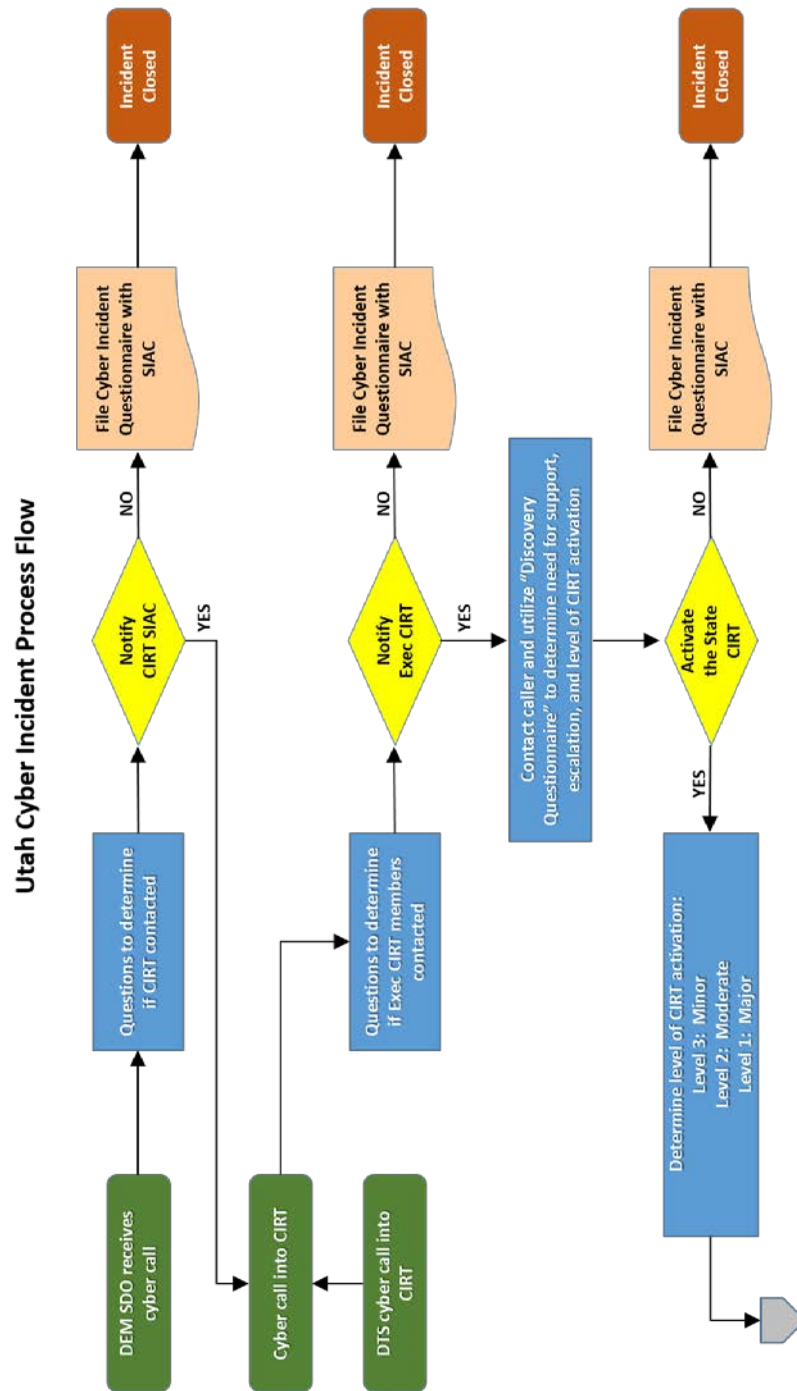 Utah Cyber Incident Process Flow
DEM SDO receives
cyber call
Questions to determine
if CIRT contacted
Notify
CIRT SIAC
NO
YES
File Cyber Incident
Questionnaire with
SIAC
Incident
Closed
Cyber call into CIRT
DTS cyber call into
CIRT
Questions to determine
if Exec CIRT members
contacted
Notify
Exec CIRT
NO
YES
File Cyber Incident
Questionnaire with
SIAC
Incident
Closed
Contact caller and utilize “Discovery
Questionnaire” to determine need for support,
escalation, and level of CIRT activation
Activate
the State
CIRT
NO
YES
File Cyber Incident
Questionnaire with
SIAC
Incident
Closed
Determine level of CIRT activation:
Level 3: Minor
Level 2: Moderate
Level 1: Major